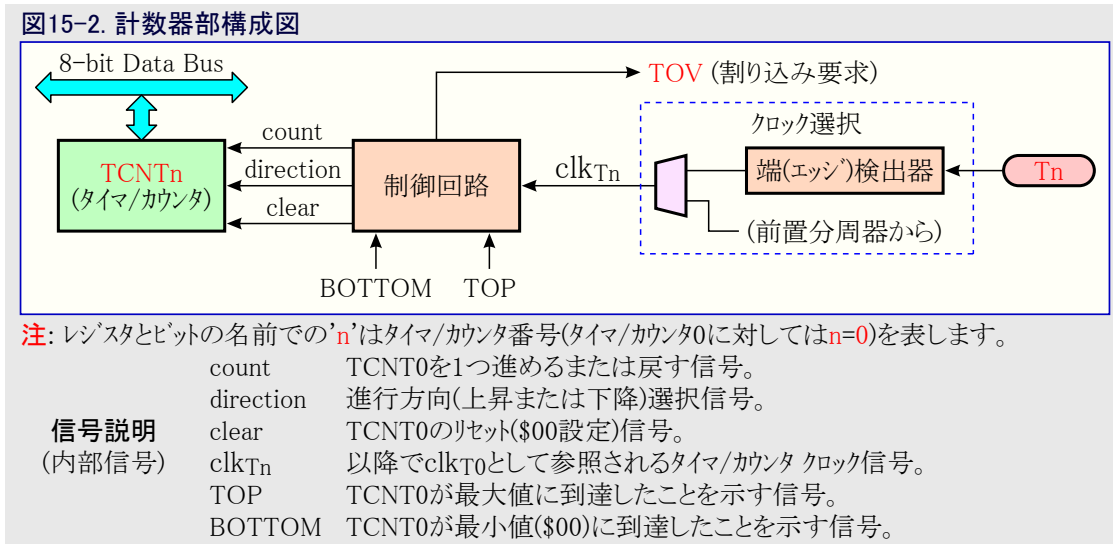 図15-2. 計数器部構成図
8-bit Data Bus
TOV (割り込み要求)
クロック選択
count
TCNTn
(タイマ/カウンタ)
direction
制御回路
clkTn
端(エッジ)検出器
Tn
clear
(前置分周器から)
BOTTOM
TOP
注: レジスタとビットの名前での'n'はタイマ/カウンタ番号(タイマ/カウンタ0に対してはn=0)を表します。
信号説明
(内部信号)
count TCNT0を1つ進めるまたは戻す信号。
direction 進行方向(上昇または下降)選択信号。
clear TCNT0のリセット($00設定)信号。
clkTn 以降でclkT0として参照されるタイマ/カウンタ クロック信号。
TOP TCNT0が最大値に到達したことを示す信号。
BOTTOM TCNT0が最小値($00)に到達したことを示す信号。